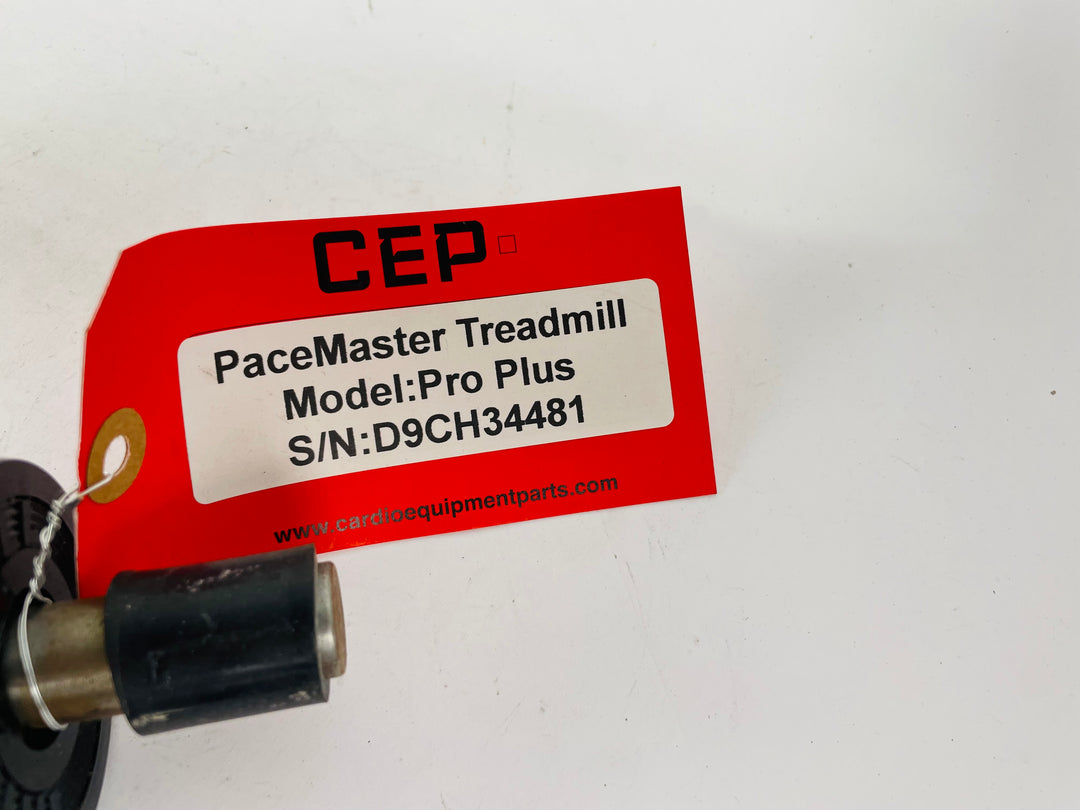 CEP
PaceMaster Treadmill
Model:Pro Plus
S/N:D9CH34481
www.cardioequipmentparts.com